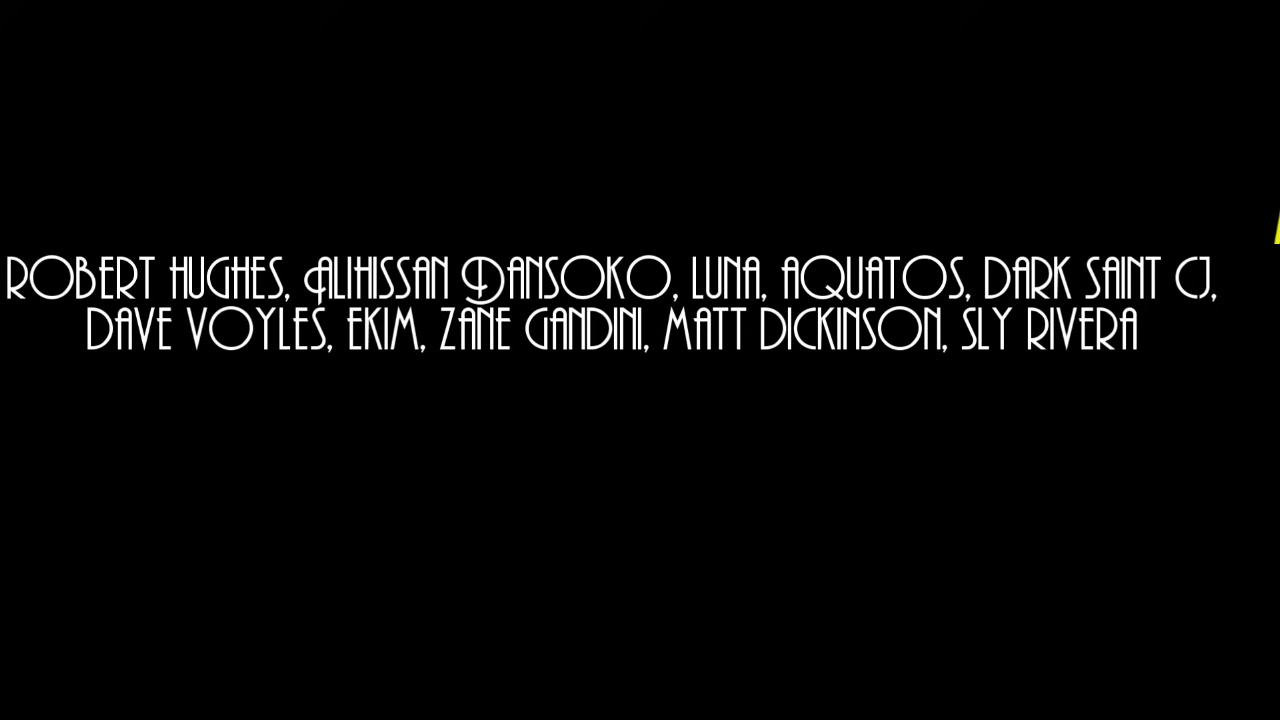 ROBERT HUGHES, ALIHISSAN DANSOKO, LUNA, AQUATOS, DARK SAINT CJ,
DAVE VOYLES, EKIM, ZANE GANDINI, MATT DICKINSON, SLY RIVERA